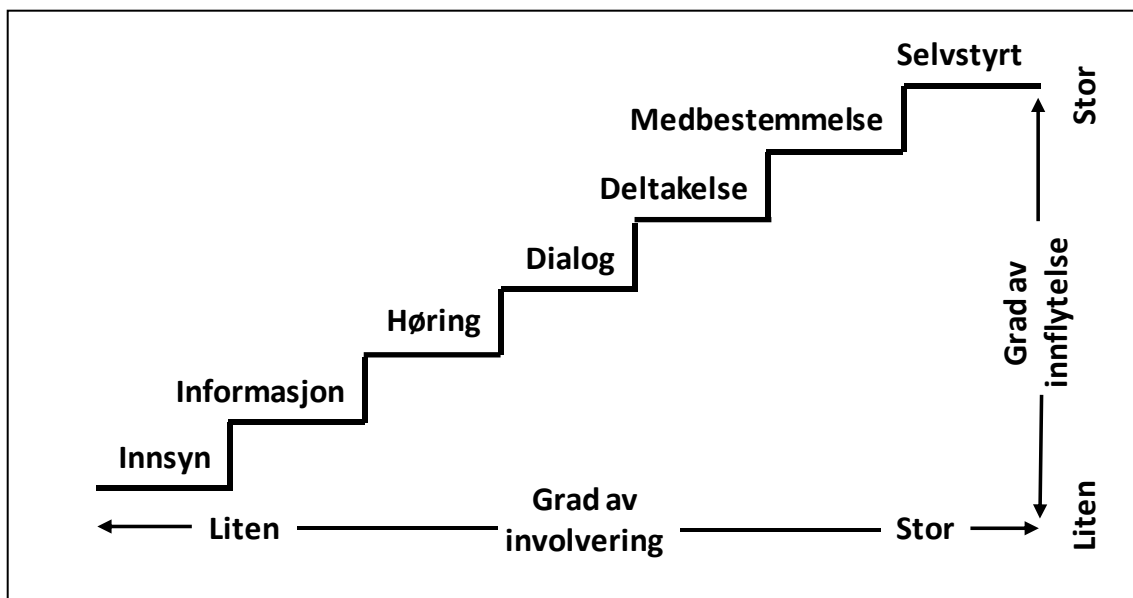 Selvstyrt
Stor
Medbestemmelse
Deltakelse
Dialog
Grad av
innflytelse
Høring
Informasjon
Innsyn
Liten
Grad av
involvering
Stor
Liten